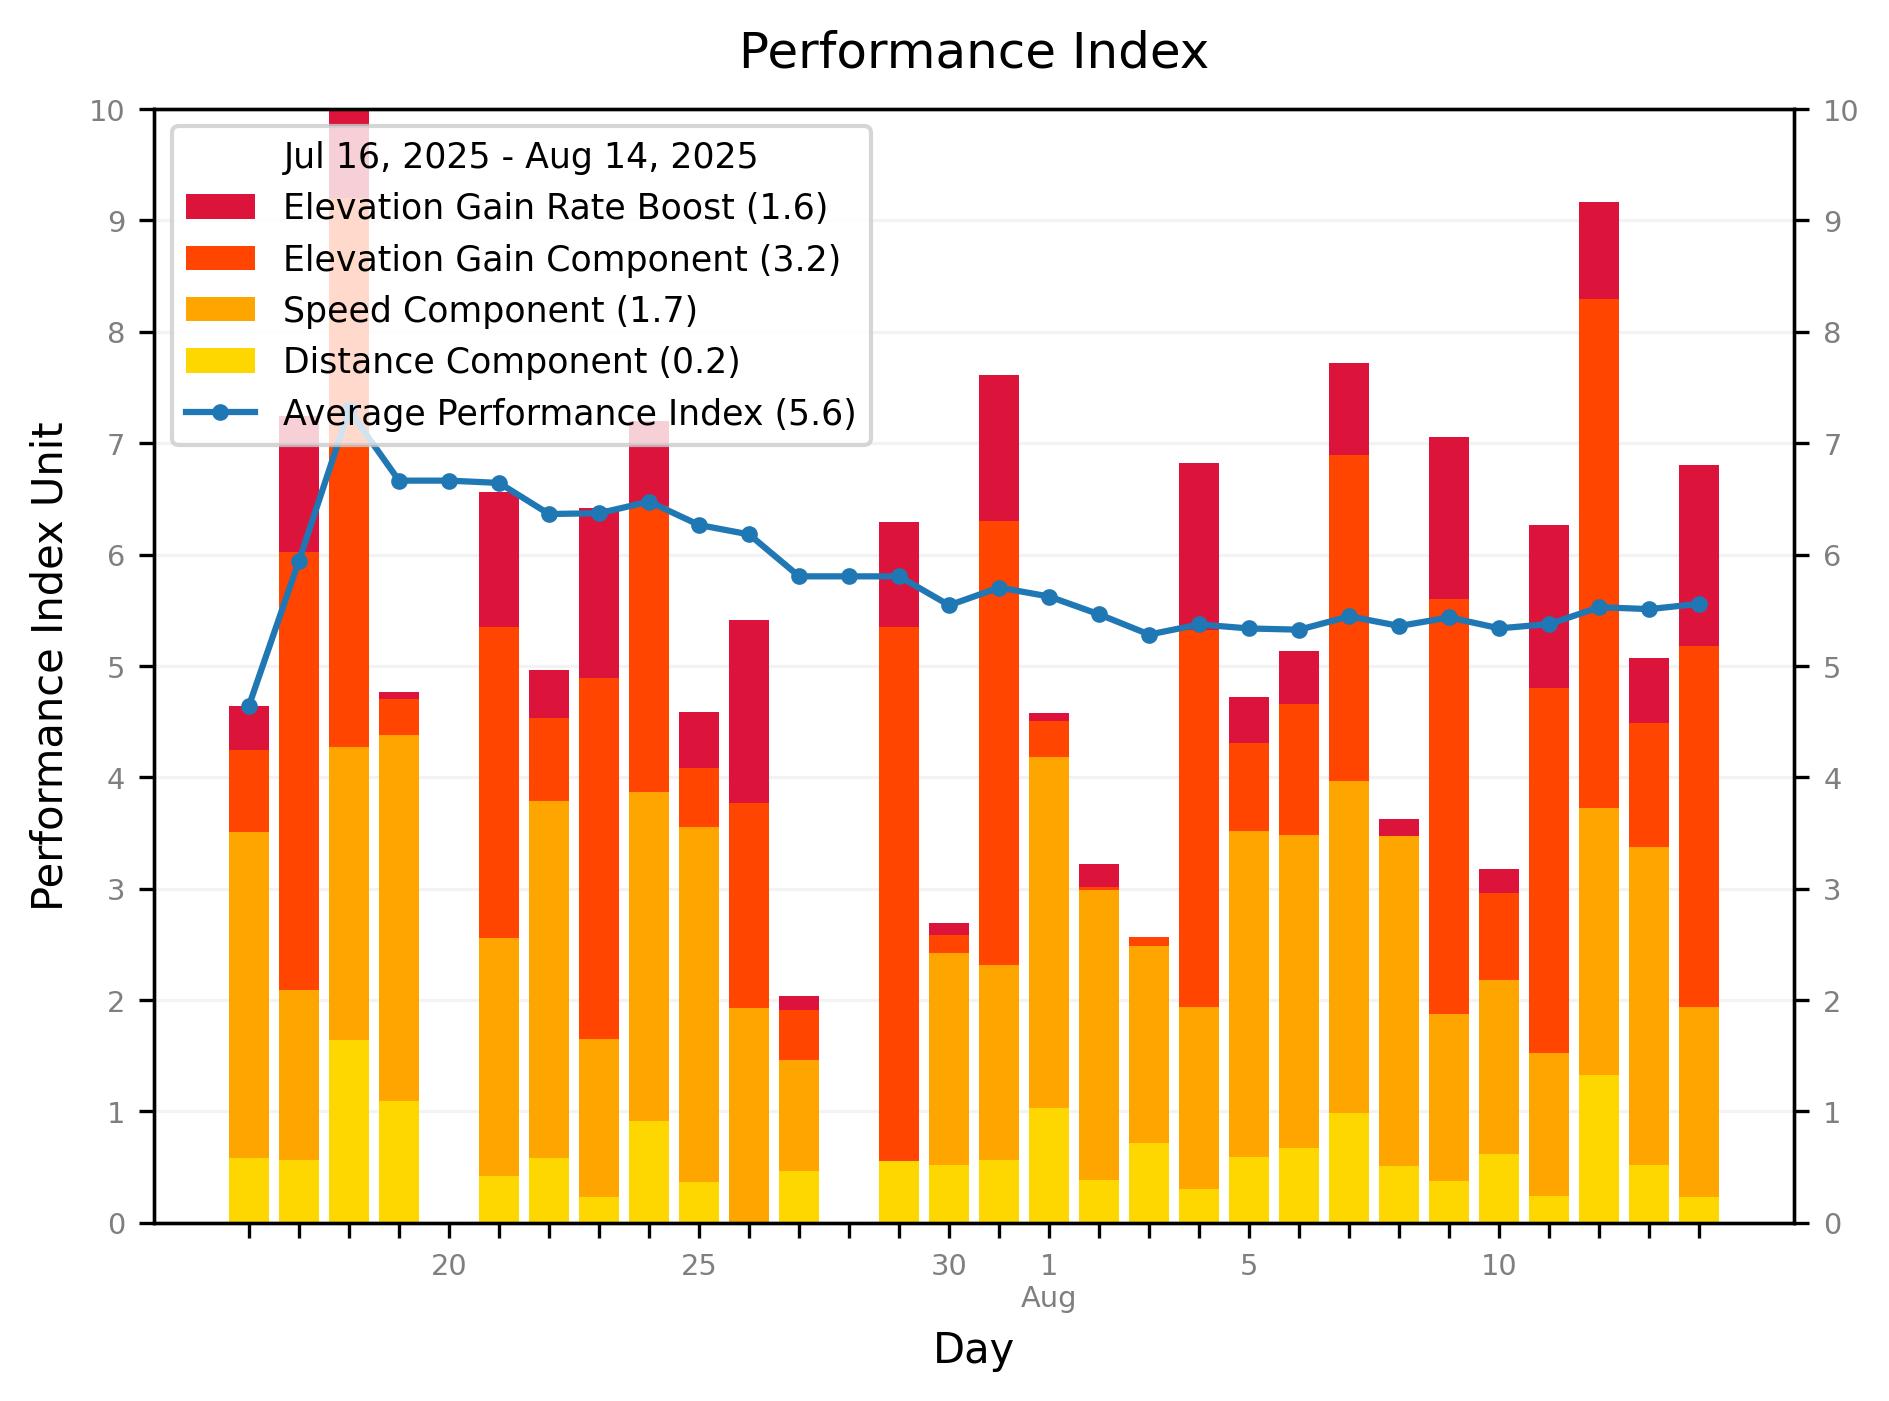 Performance Index
Jul 16, 2025 - Aug 14, 2025
Elevation Gain Rate Boost (1.6)
Elevation Gain Component (3.2)
Speed Component (1.7)
Distance Component (0.2)
Average Performance Index (5.6)
Performance Index Unit
10
9
8
7
6
5
4
3
2
1
0
10
9
8
7
6
5
4
3
2
1
0
20 25 30 1 5 10
Aug
Day